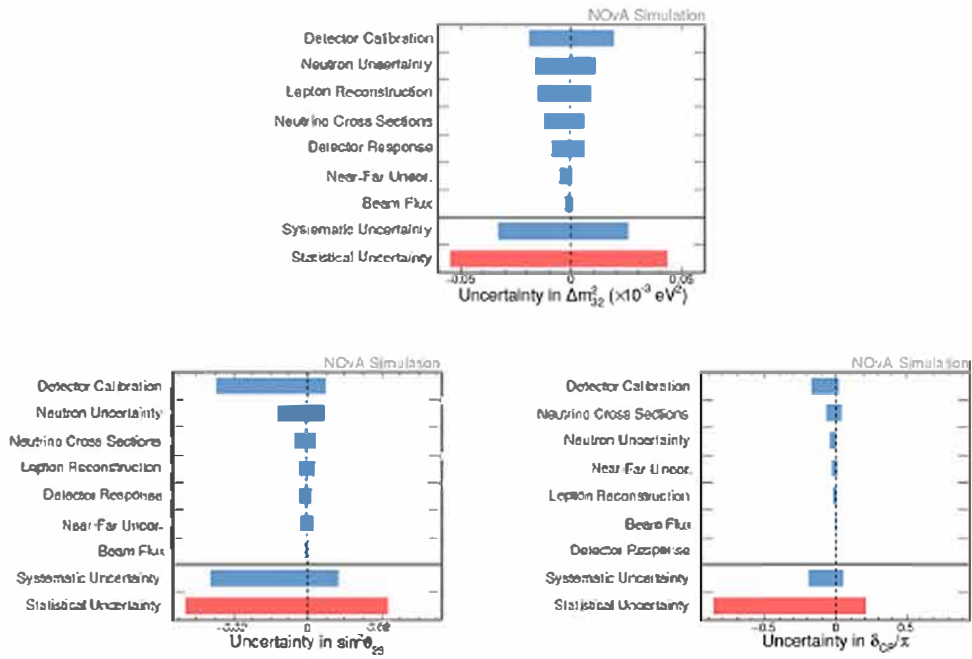 NOvA Simulation
Detector Calibration
Neutron Uncertainty
Lepton Reconstruction
Neutrino Cross Sections
Detector Response
Near-Far Uncor.
Beam Flux
Systematic Uncertainty
Statistical Uncertainty
-0.05 0 0.05
Uncertainty in Δm²₃₂ (×10⁻³ eV²)
NOvA Simulation
Detector Calibration
Neutron Uncertainty
Neutrino Cross Sections
Lepton Reconstruction
Detector Response
Near-Far Uncor.
Beam Flux
Systematic Uncertainty
Statistical Uncertainty
0
Uncertainty in sin²θ₂₃
NOvA Simulation
Detector Calibration
Neutrino Cross Sections
Neutron Uncertainty
Near-Far Uncor.
Lepton Reconstruction
Beam Flux
Detector Response
Systematic Uncertainty
Statistical Uncertainty
-0.5 0 0.5
Uncertainty in δCP/π